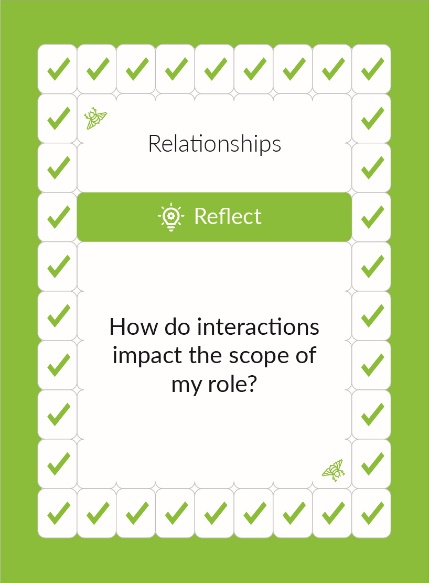 Relationships
Reflect
How do interactions
impact the scope of
my role?